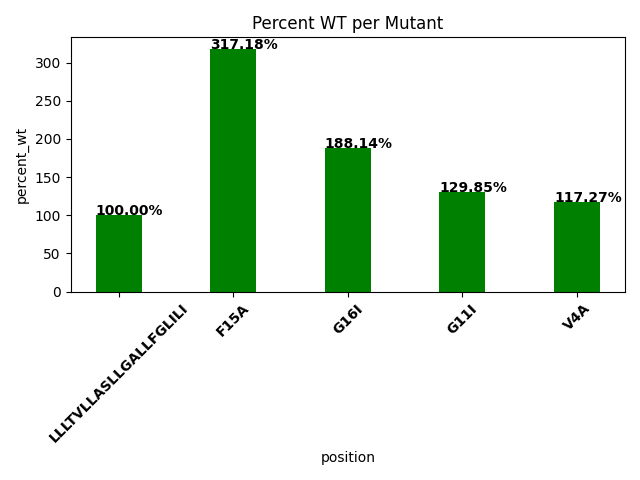 Percent WT per Mutant
percent_wt
300
250
200
150
100
50
0
100.00%
317.18%
188.14%
129.85%
117.27%
LLLTVLLASLLGALLFGLILI
F15A
G16I
G11I
V4A
position